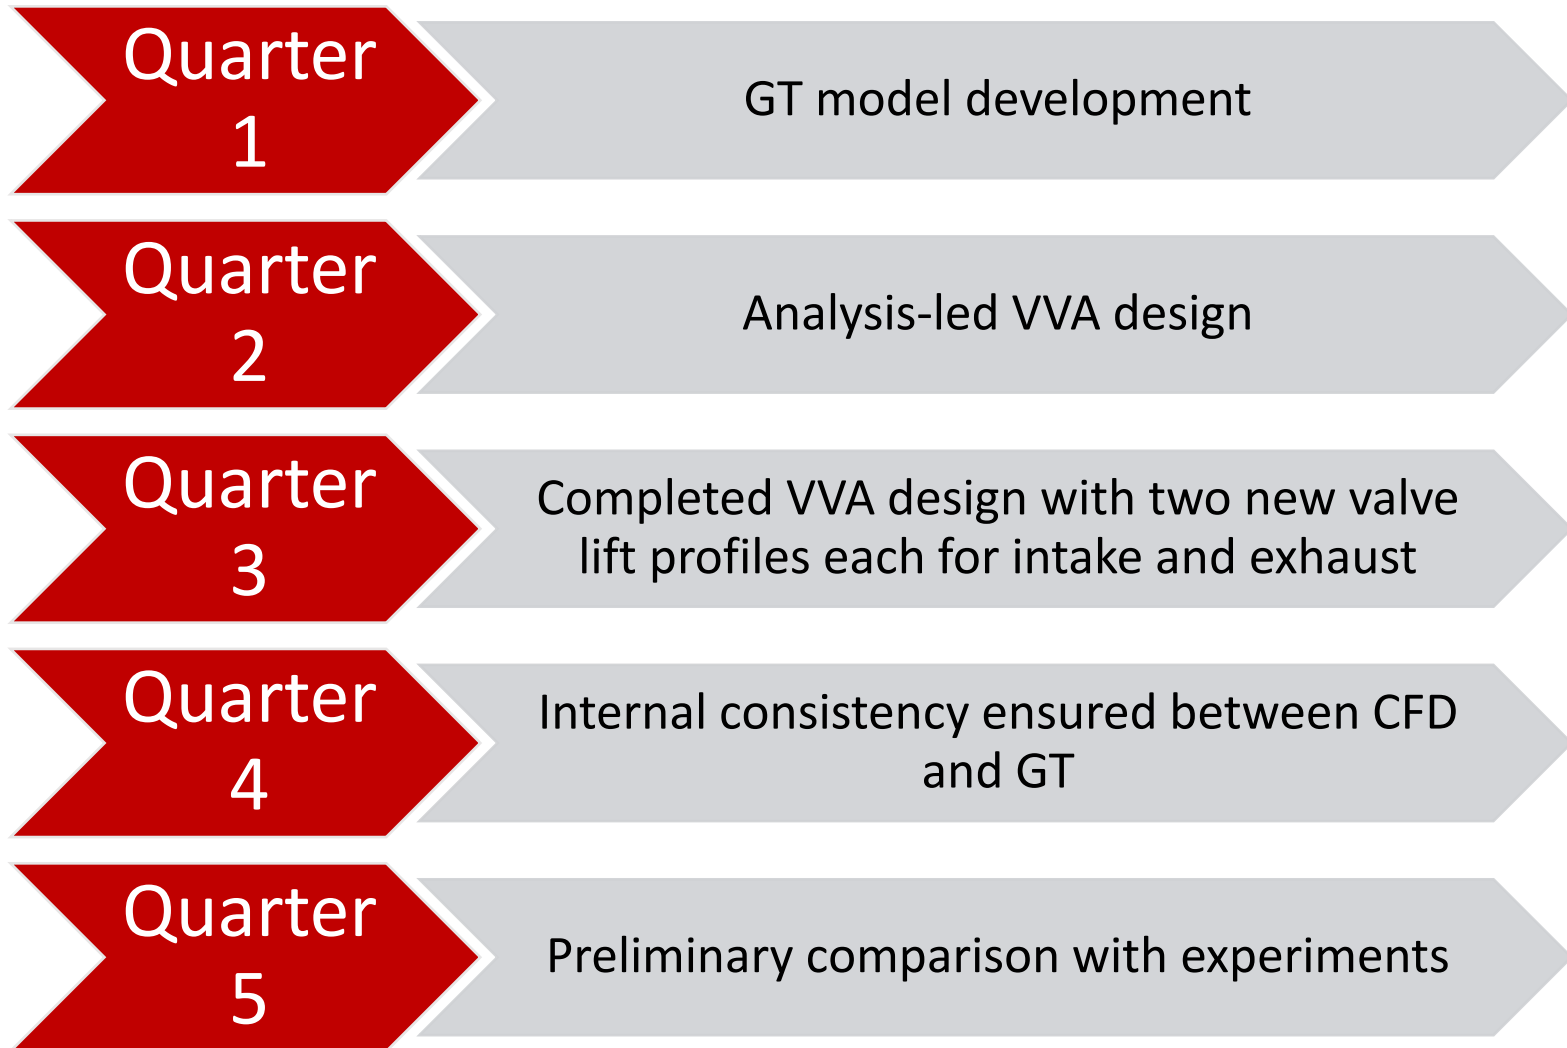 Quarter
1
GT model development
Quarter
2
Analysis-led VVA design
Quarter
3
Completed VVA design with two new valve
lift profiles each for intake and exhaust
Quarter
4
Internal consistency ensured between CFD
and GT
Quarter
5
Preliminary comparison with experiments